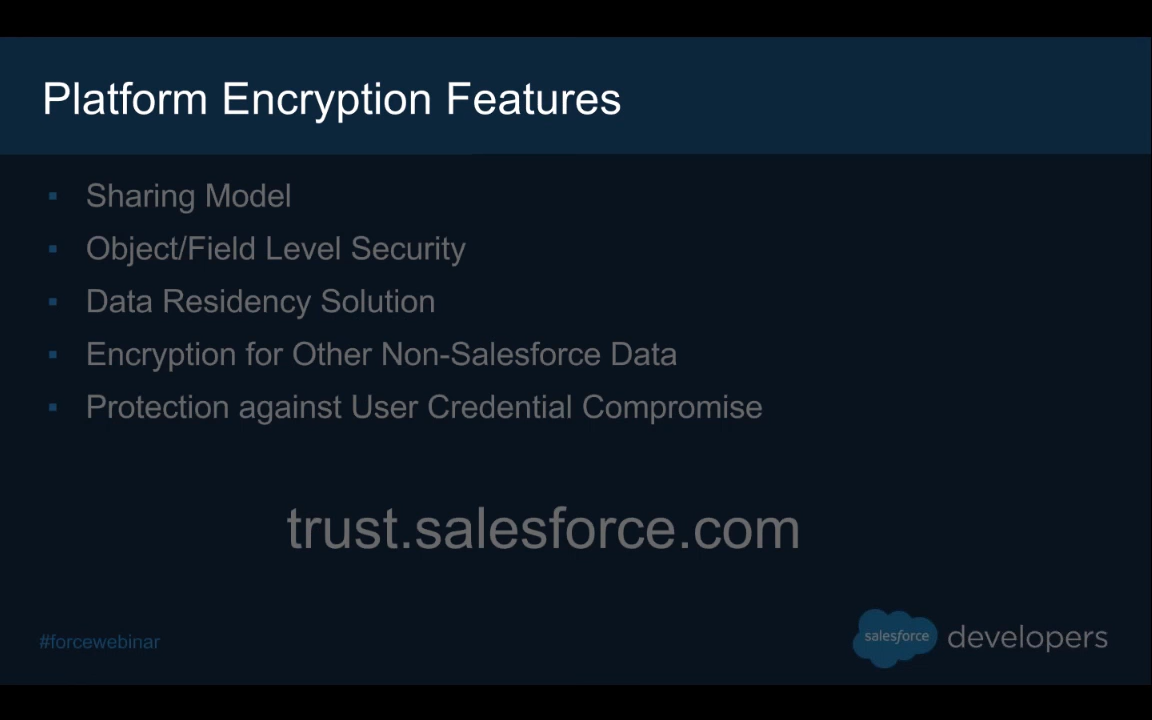 Platform Encryption Features
▪ Sharing Model
▪ Object/Field Level Security
▪ Data Residency Solution
▪ Encryption for Other Non-Salesforce Data
▪ Protection against User Credential Compromise
trust.salesforce.com
#forcewebinar
salesforce developers